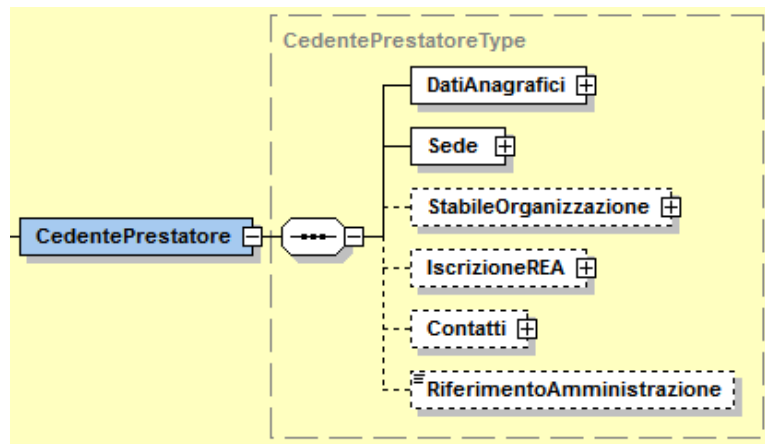 CedentePrestatoreType
DatiAnagrafici
Sede
StabileOrganizzazione
CedentePrestatore
IscrizioneREA
Contatti
RiferimentoAmministrazione